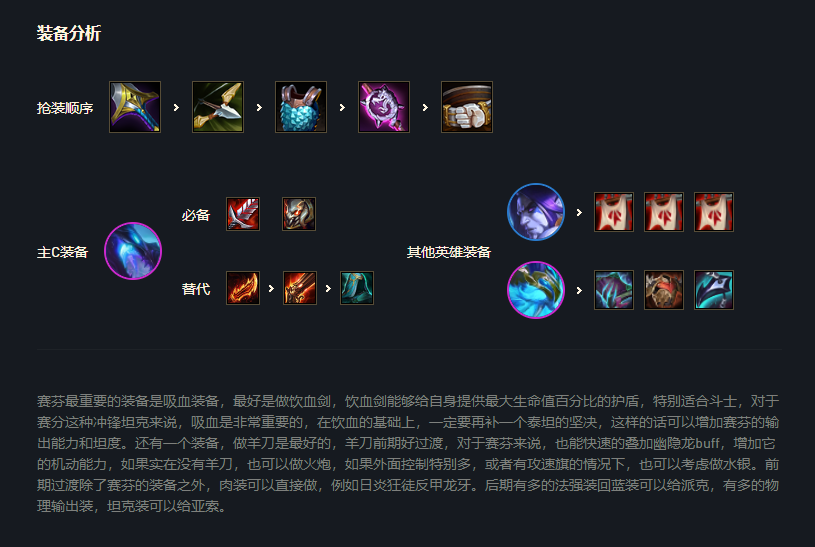 装备分析
抢装顺序
必备
主C装备
其他英雄装备
替代
赛芬最重要的装备是吸血装备，最好是做饮血剑，饮血剑能够给自身提供最大生命值百分比的护盾，特别适合斗士，对于
赛分这种冲锋坦克来说，吸血是非常重要的，在饮血的基础上，一定要再补一个泰坦的坚决，这样的话可以增加赛芬的输
出能力和坦度。还有一个装备，做羊刀是最好的，羊刀前期好过渡，对于赛芬来说，也能快速的叠加幽隐龙buff，增加它
的机动能力，如果实在没有羊刀，也可以做火炮，如果外面控制特别多，或者有攻速旗的情况下，也可以考虑做水银。前
期过渡除了赛芬的装备之外，肉装可以直接做，例如日炎狂徒反甲龙牙。后期有多的法强装回蓝装可以给派克，有多的物
理输出装，坦克装可以给亚索。